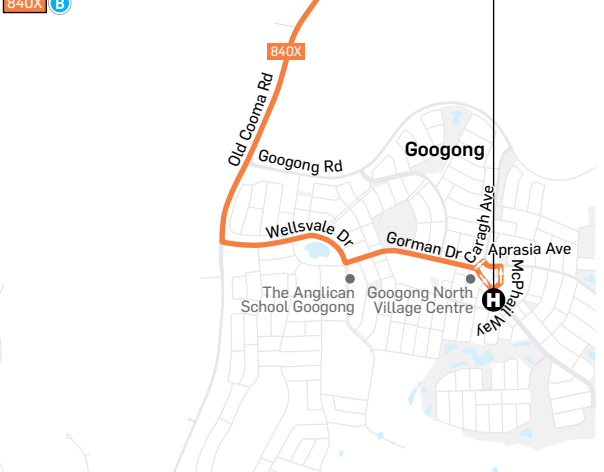 840X B
840X
Old Cooma Rd
Googong Rd
Googong
Caragh Ave
Wellsvale Dr
Gorman Dr
Aprasia Ave
The Anglican
School Googong
Googong North
Village Centre
H
McPhail Way